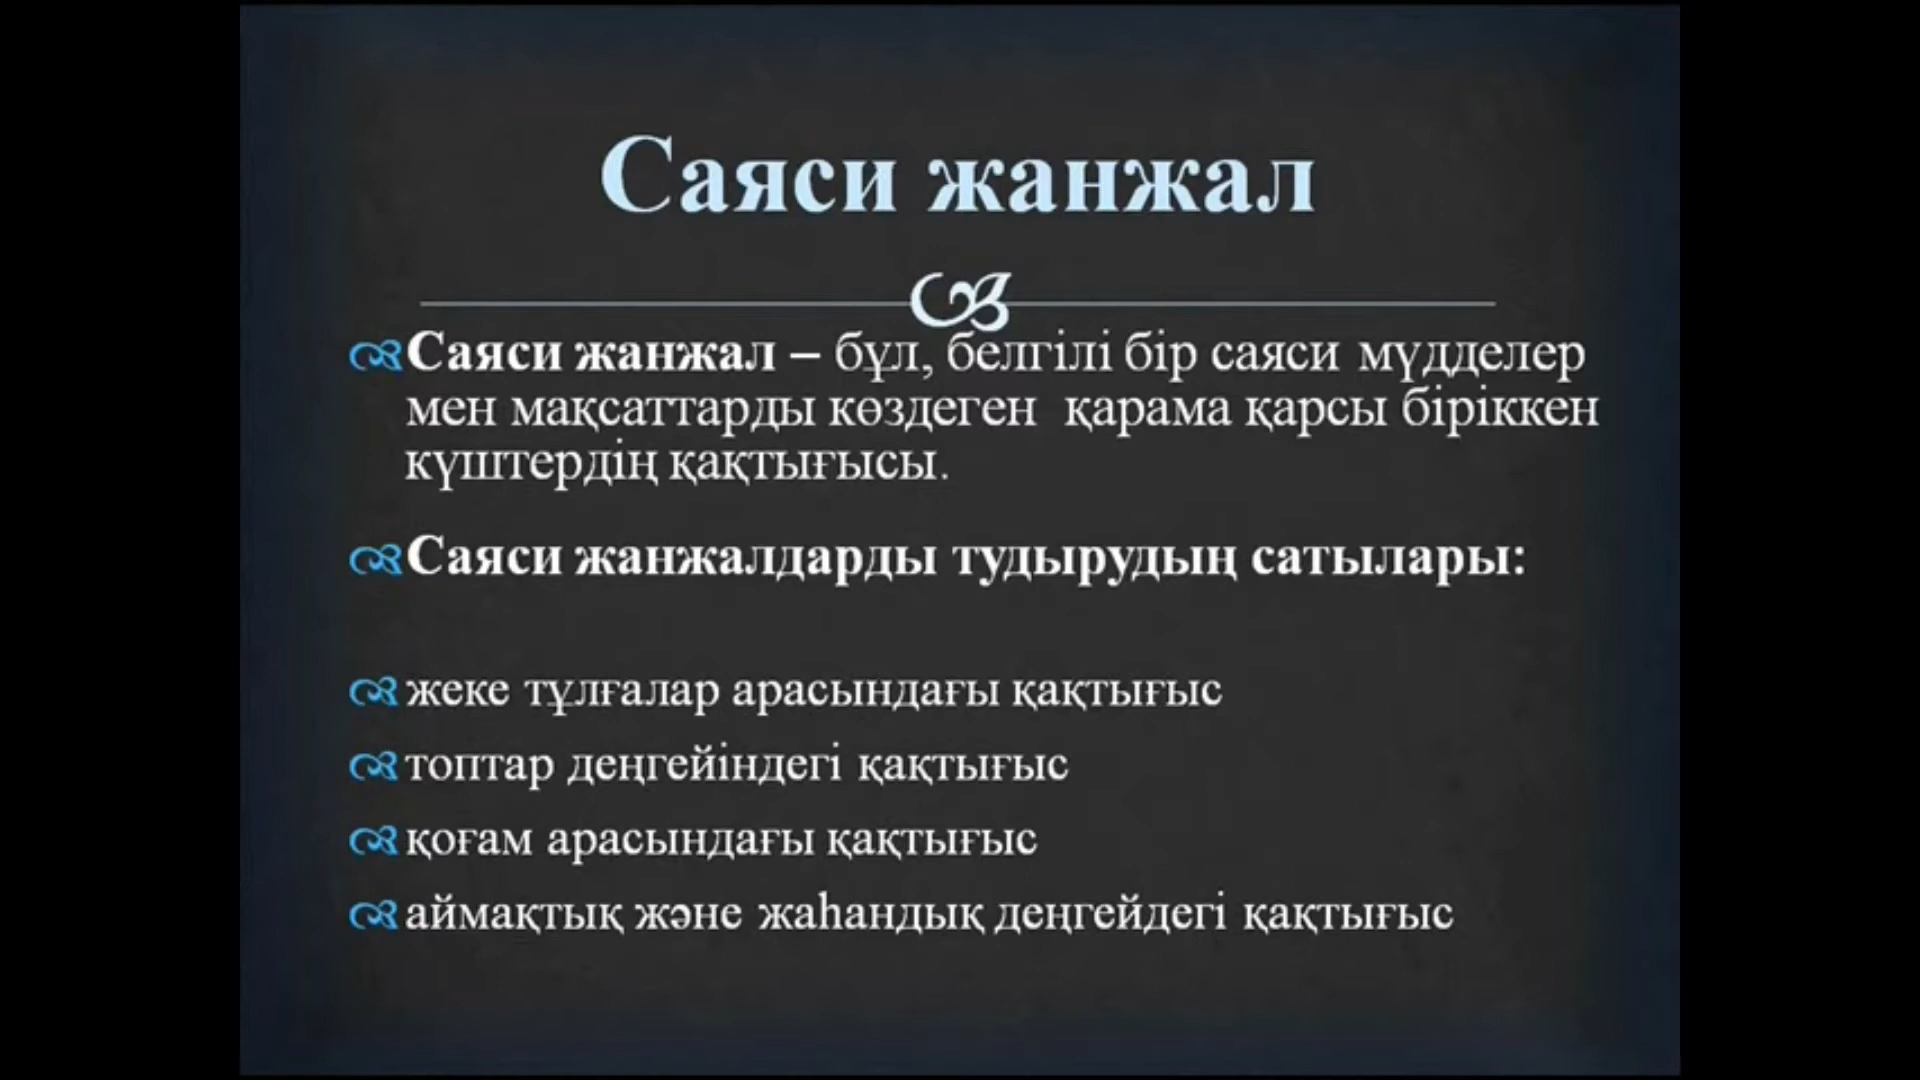 Саяси жанжал
Саяси жанжал – бұл, белгілі бір саяси мүдделер
мен мақсаттарды көздеген қарама қарсы біріккен
күштердің қақтығысы.
Саяси жанжалдарды тудырудың сатылары:
жеке тұлғалар арасындағы қақтығыс
топтар деңгейіндегі қақтығыс
қоғам арасындағы қақтығыс
аймақтық және жаһандық деңгейдегі қақтығыс